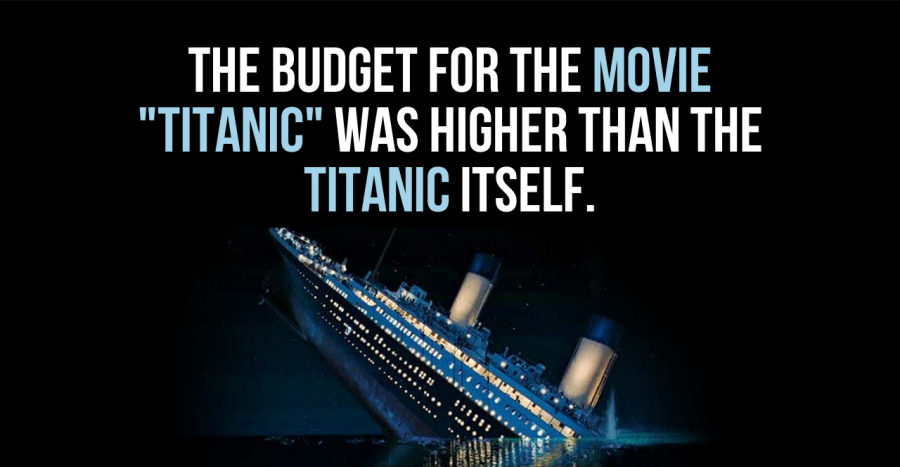 THE BUDGET FOR THE MOVIE
"TITANIC" WAS HIGHER THAN THE
TITANIC ITSELF.